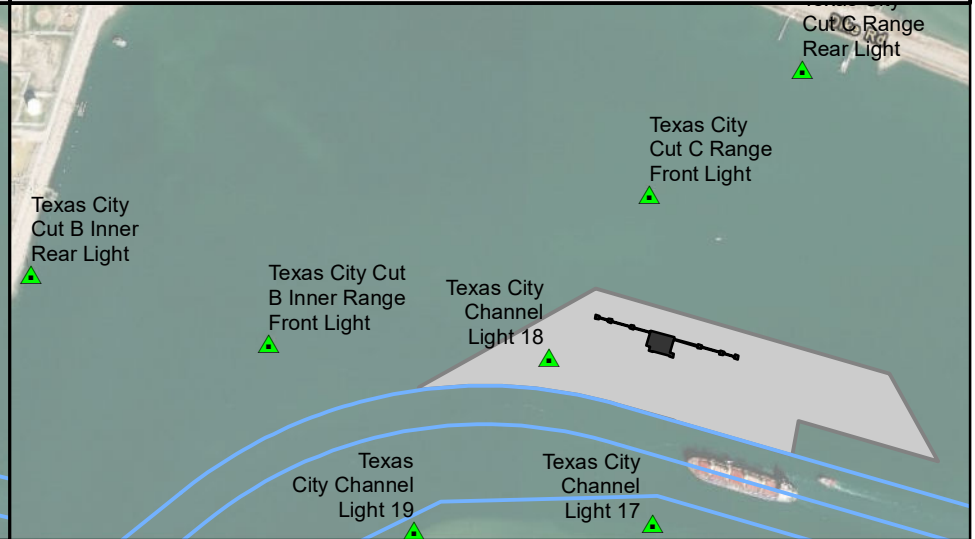 Texas City
Cut C Range
Rear Light
Texas City
Cut C Range
Front Light
Texas City
Cut B Inner
Rear Light
Texas City Cut
B Inner Range
Front Light
Texas City
Channel
Light 18
Texas
City Channel
Light 19
Texas City
Channel
Light 17